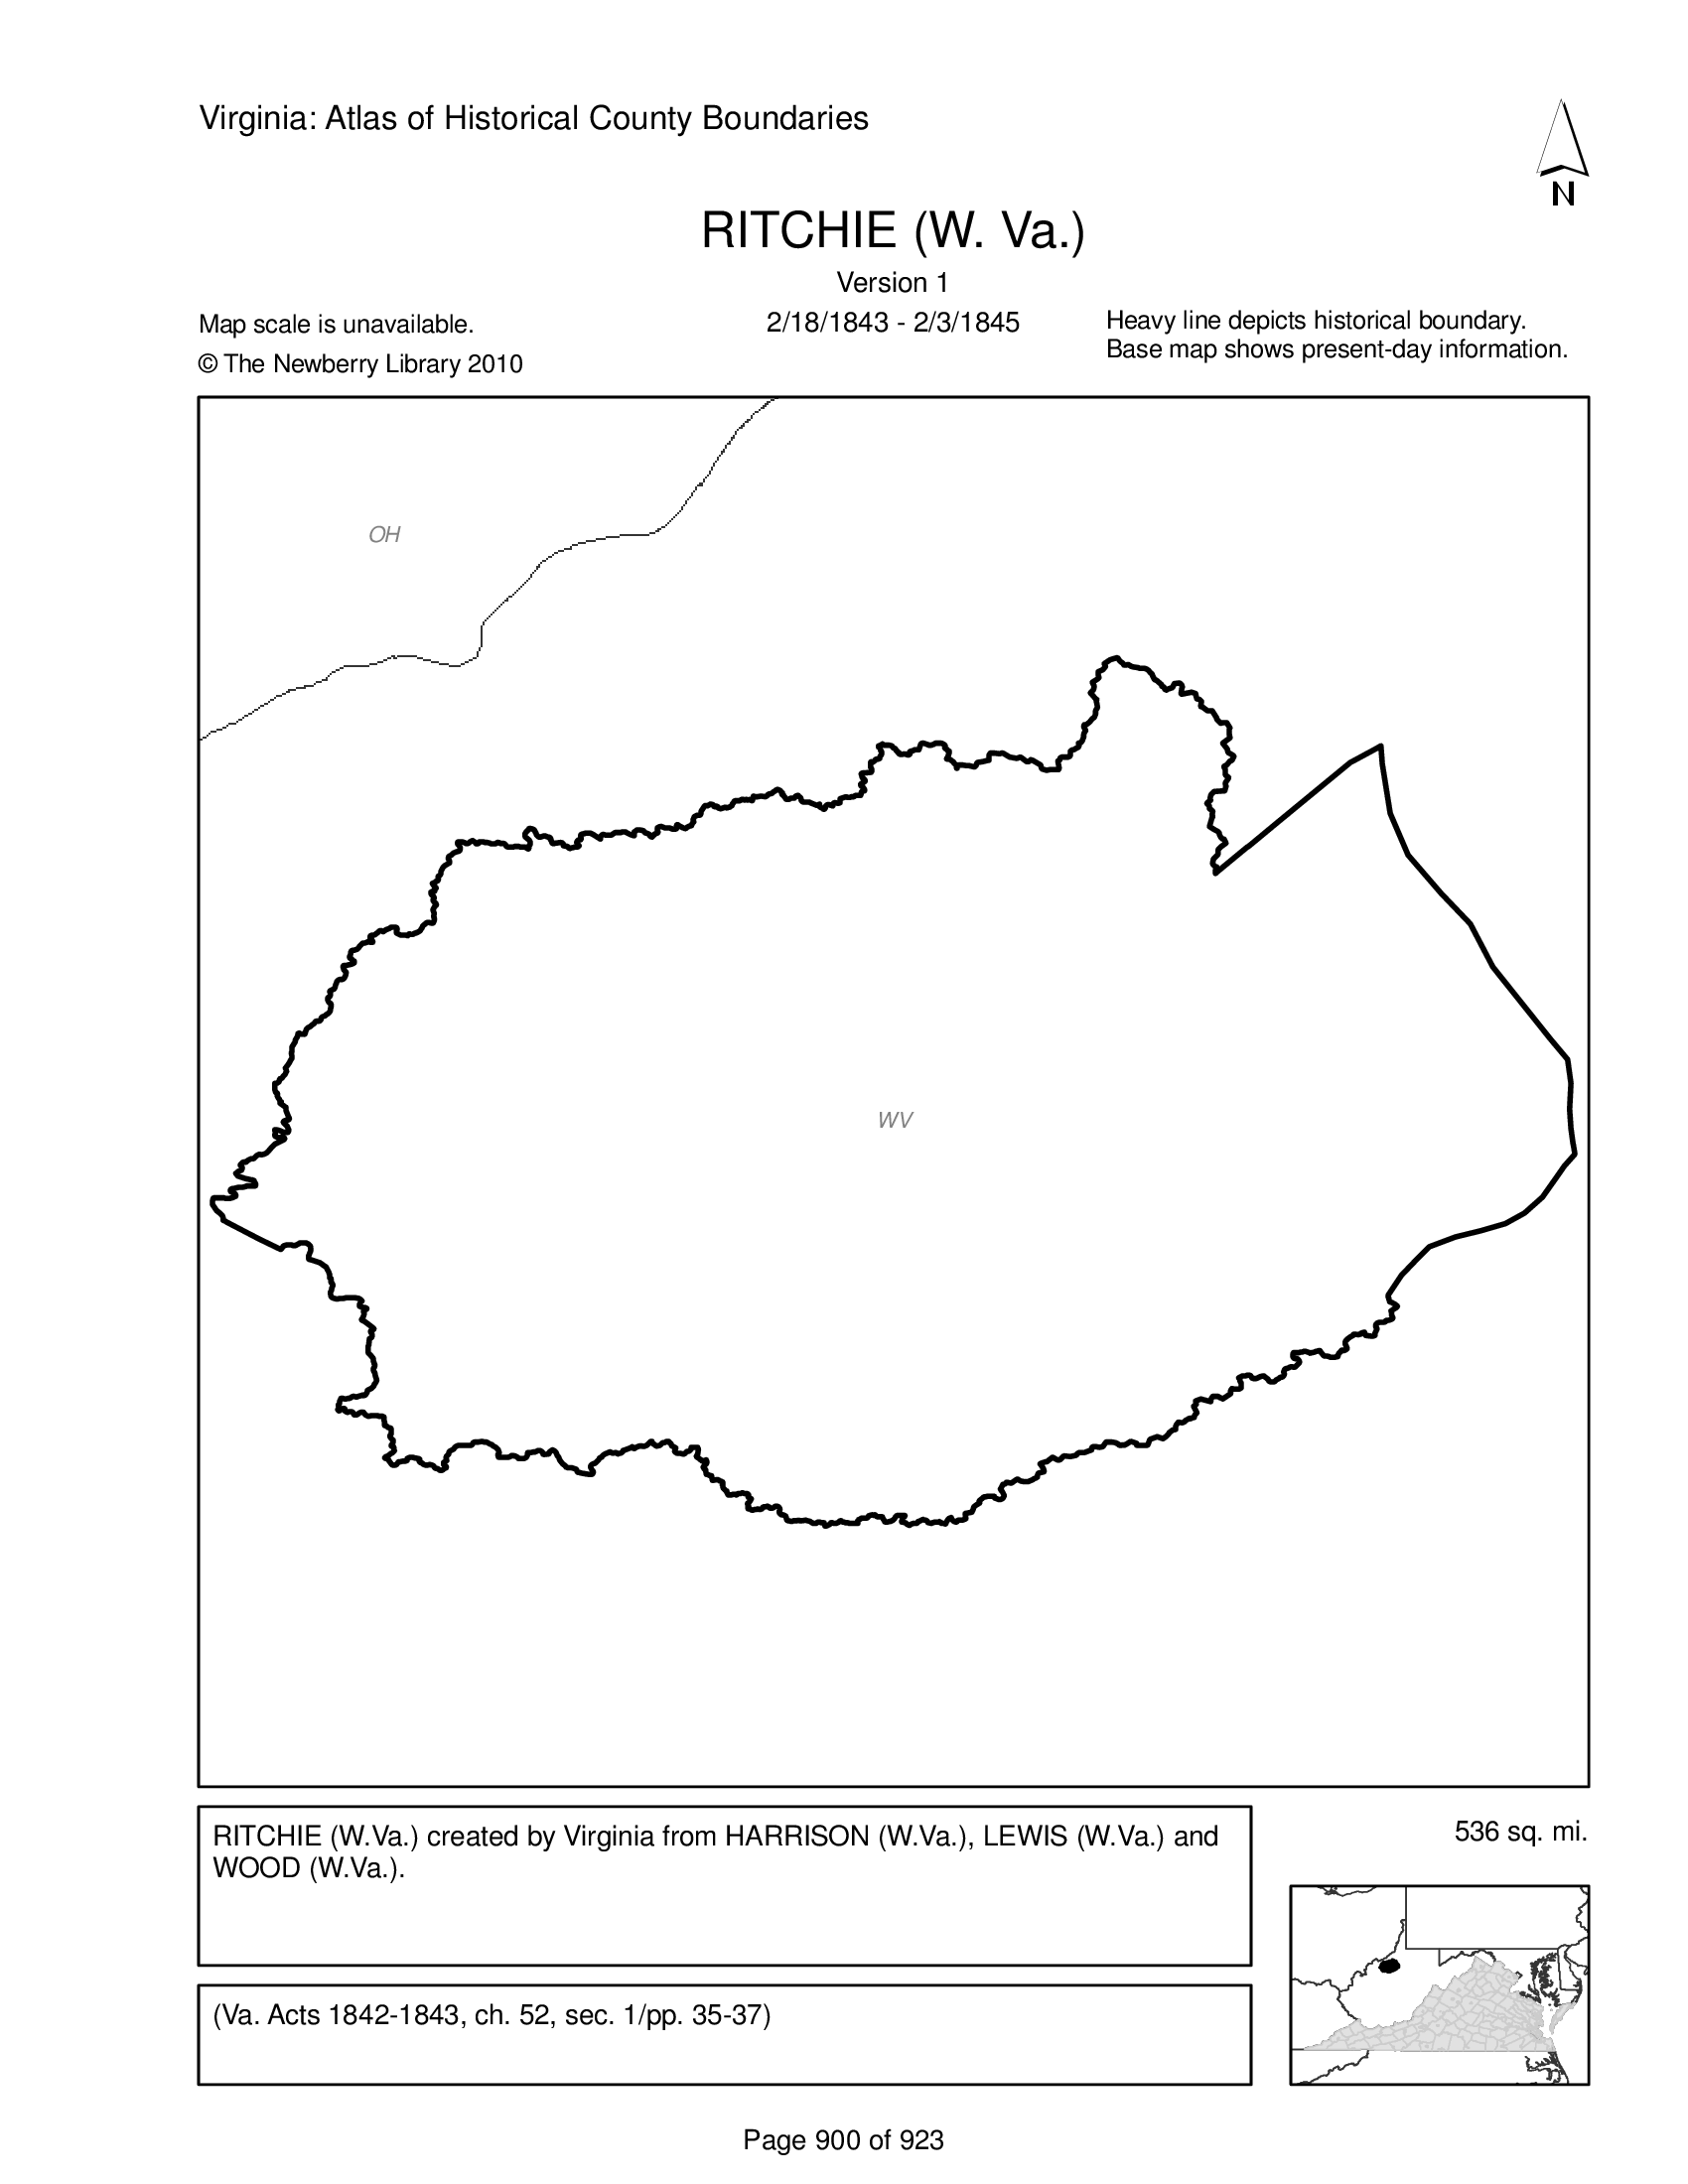 Virginia: Atlas of Historical County Boundaries
N
RITCHIE (W. Va.)
Version 1
2/18/1843 - 2/3/1845
Map scale is unavailable.
© The Newberry Library 2010
Heavy line depicts historical boundary.
Base map shows present-day information.
OH
WV
RITCHIE (W.Va.) created by Virginia from HARRISON (W.Va.), LEWIS (W.Va.) and
WOOD (W.Va.).
536 sq. mi.
(Va. Acts 1842-1843, ch. 52, sec. 1/pp. 35-37)
Page 900 of 923